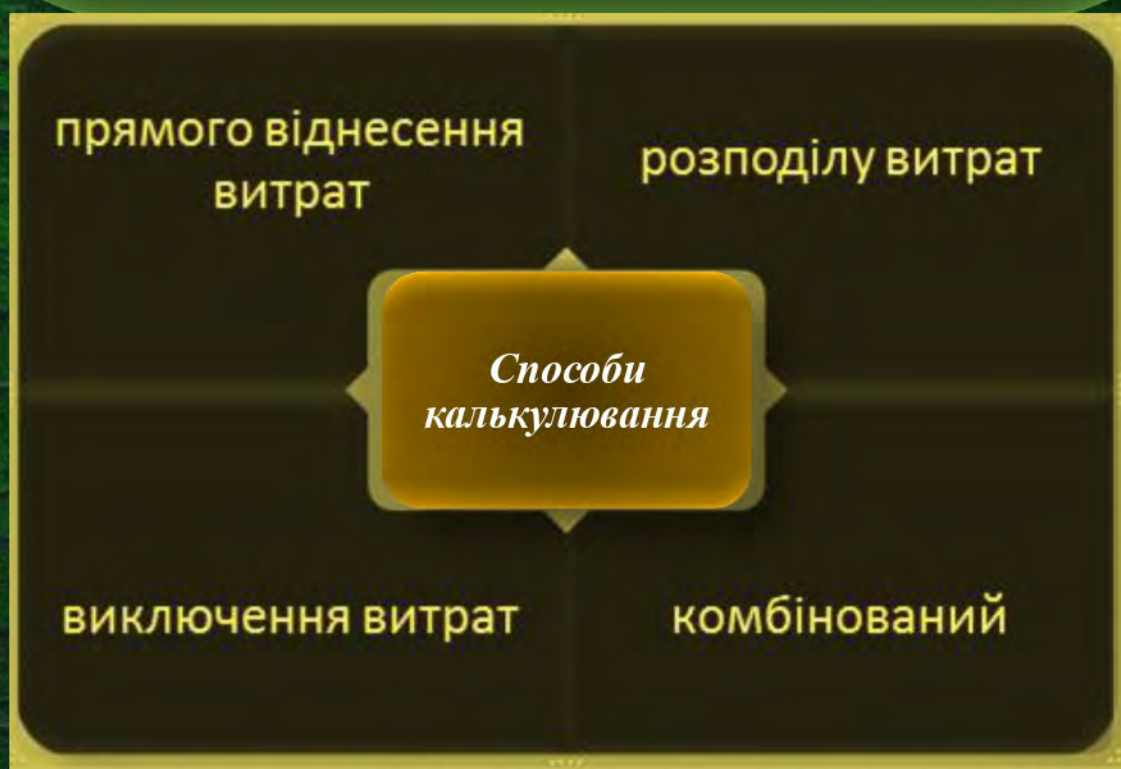 прямого віднесення
витрат
розподілу витрат
Способи
калькулювання
виключення витрат
комбінований